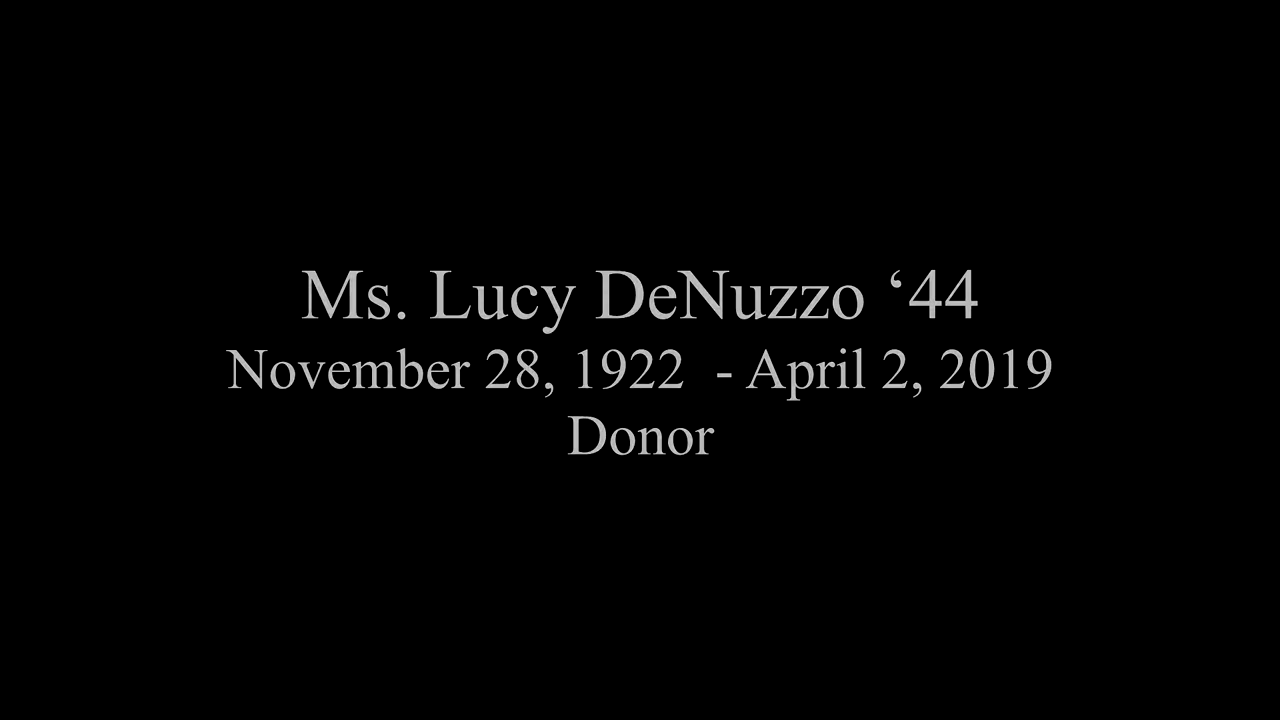 Ms. Lucy DeNuzzo ‘44
November 28, 1922  - April 2, 2019
Donor